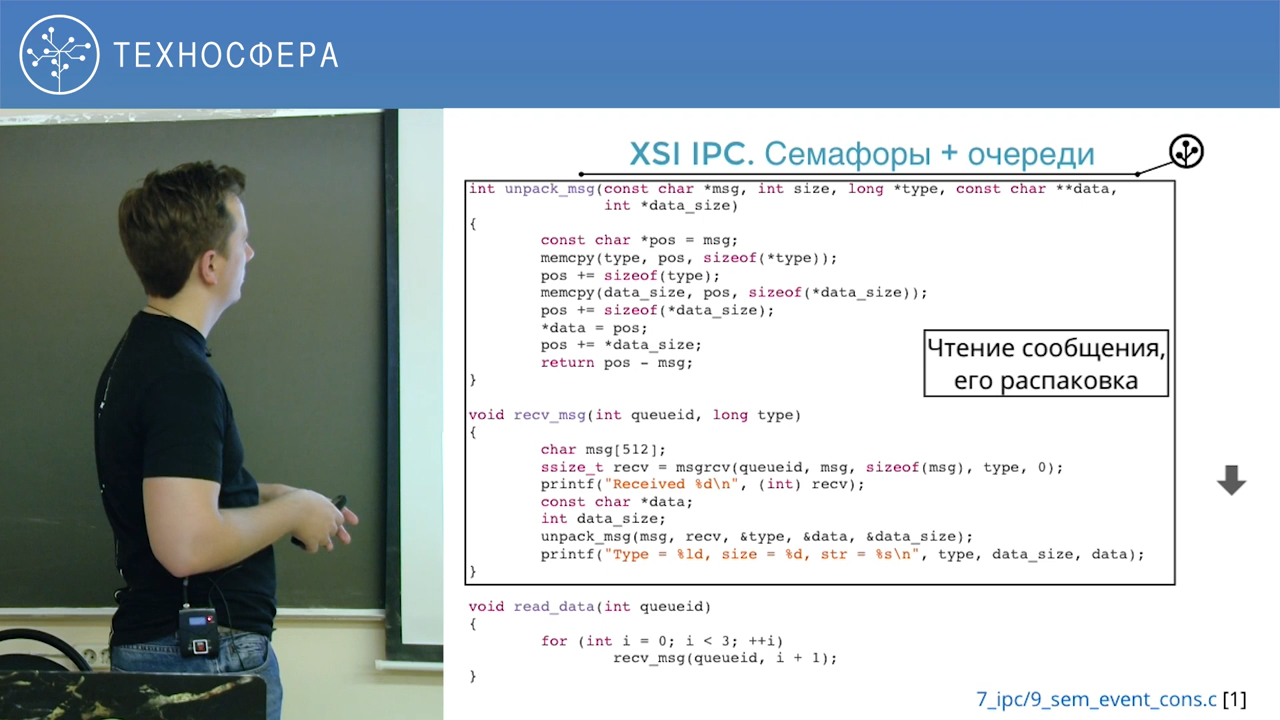 ТЕХНОСФЕРА
XSI IPC. Семафоры + очереди
int unpack_msg(const char *msg, int size, long *type, const char **data,
int *data_size)
{
const char *pos = msg;
memcpy(type, pos, sizeof(*type));
pos += sizeof(type);
memcpy(data_size, pos, sizeof(*data_size));
pos += sizeof(*data_size);
*data = pos;
pos += *data_size;
return pos - msg;
}
Чтение сообщения,
его распаковка
void recv_msg(int queueid, long type)
{
char msg[512];
ssize_t recv = msgrcv(queueid, msg, sizeof(msg), type, 0);
printf("Received %d\n", (int) recv);
const char *data;
int data_size;
unpack_msg(msg, recv, &type, &data, &data_size);
printf("Type = %ld, size = %d, str = %s\n", type, data_size, data);
}
void read_data(int queueid)
{
for (int i = 0; i < 3; ++i)
recv_msg(queueid, i + 1);
}
7_ipc/9_sem_event_cons.c [1]